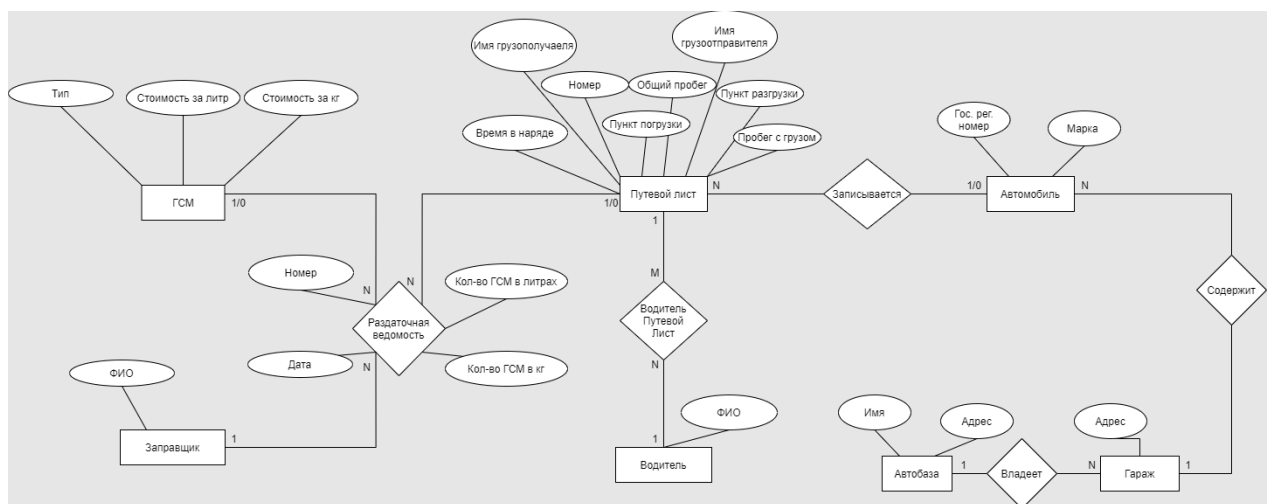 Имя грузополучаеля
Имя
грузоотправителя
Тип
Стоимость за литр
Стоимость за кг
Номер
Общий пробег
Пункт разгрузки
Время в наряде
Пункт погрузки
Пробег с грузом
Гос. рег.
номер
Марка
ГСМ
1/0
1/0
Путевой лист
N
Записывается
1/0
Автомобиль
N
1
Номер
N
N
Кол-во ГСМ в литрах
M
Содержит
Раздаточная
ведомость
Водитель
Путевой
Лист
Дата
N
Кол-во ГСМ в кг
N
ФИО
ФИО
Имя
Адрес
Адрес
Заправщик
1
1
Водитель
Автобаза
1
Владеет
N
Гараж
1